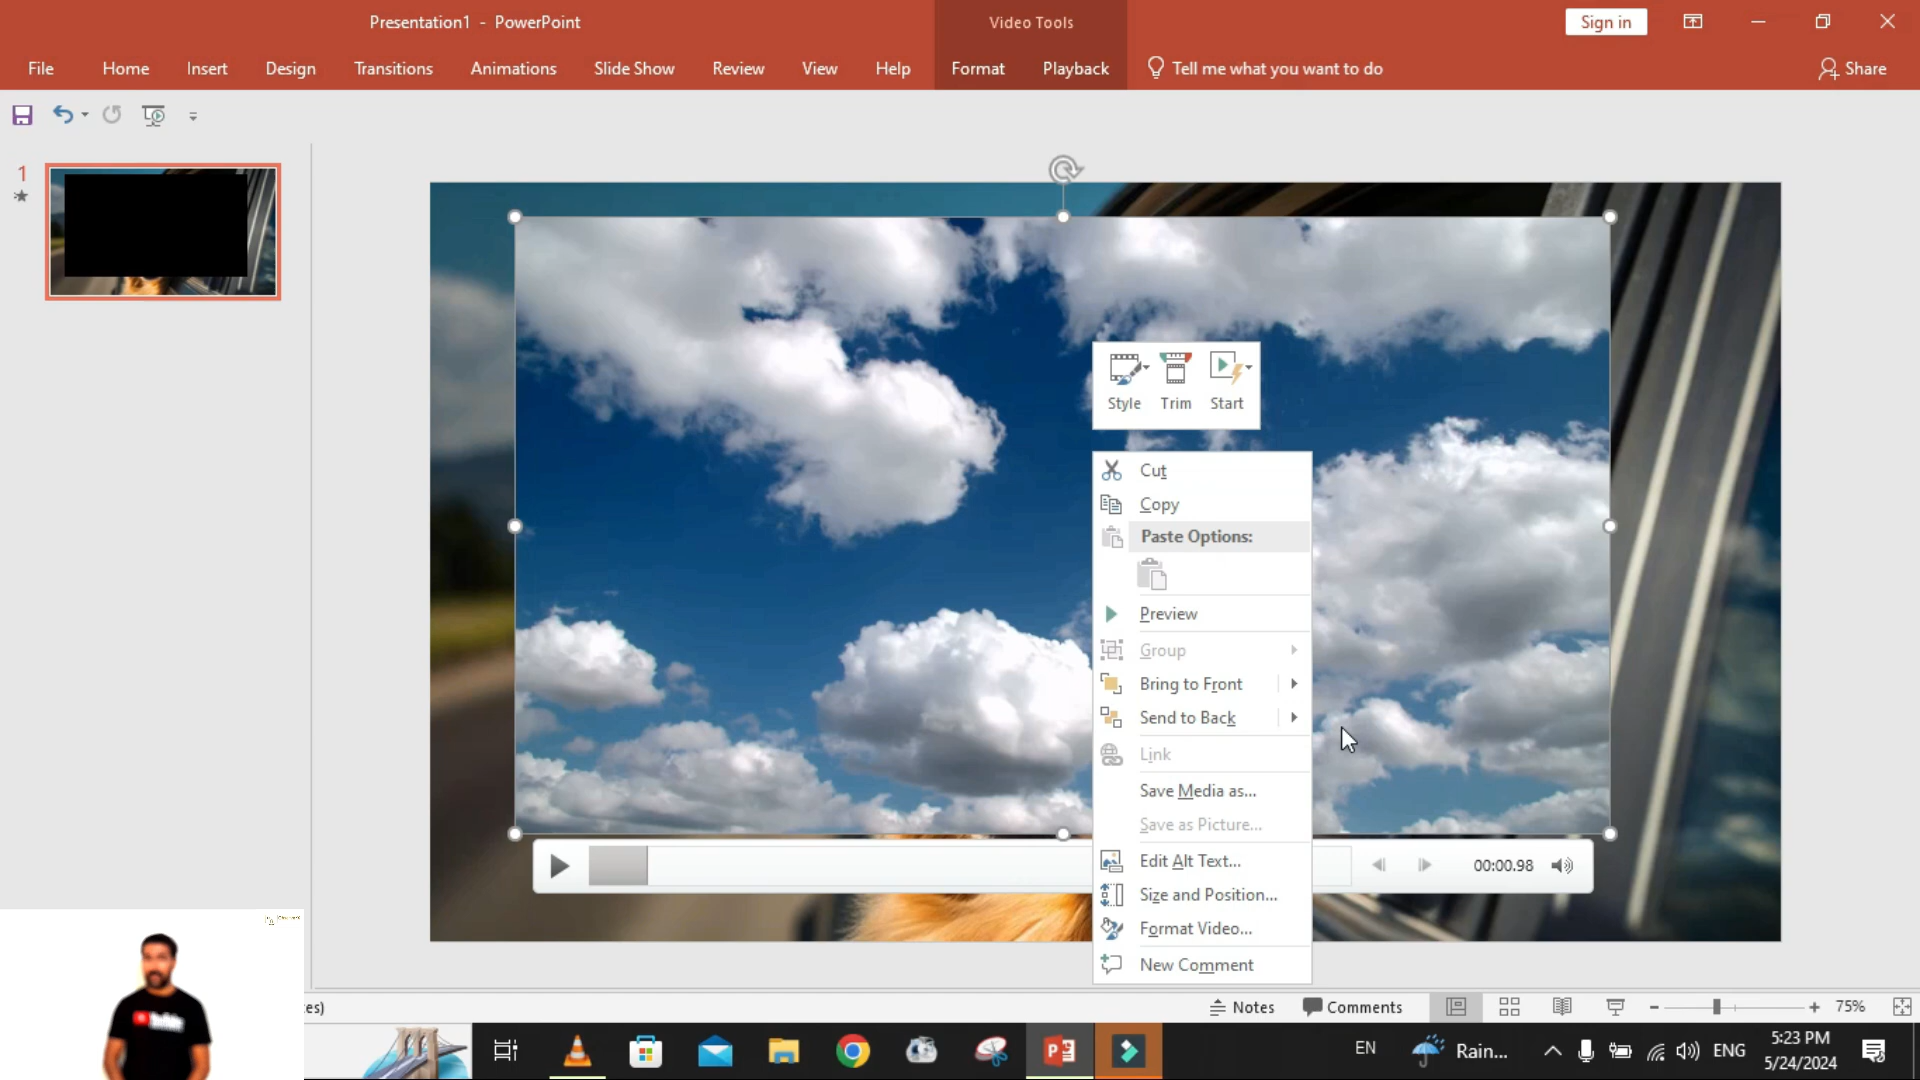 Presentation1 - PowerPoint
Video Tools
Sign in
File Home Insert Design Transitions Animations Slide Show Review View Help Format Playback Tell me what you want to do Share
1
Style Trim Start
Cut
Copy
Paste Options:
Preview
Group
Bring to Front
Send to Back
Link
Save Media as...
Save as Picture...
00:00.98
Edit Alt Text...
Size and Position...
Format Video...
New Comment
es) Notes Comments 75%
EN Rain... ENG 5:23 PM
5/24/2024